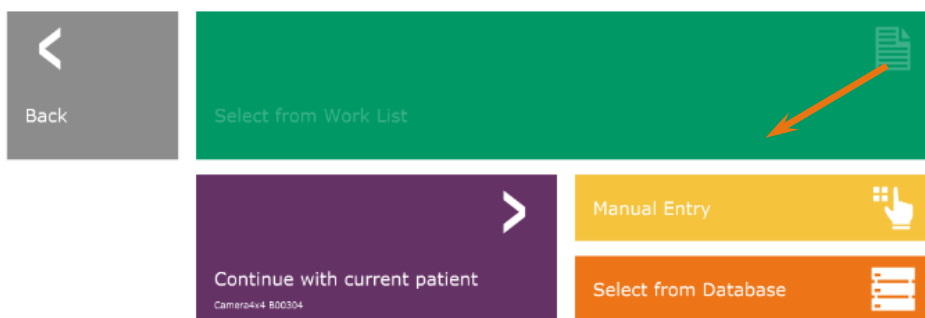 Back
Select from Work List
Continue with current patient
Camera4x4 B00304
Manual Entry
Select from Database